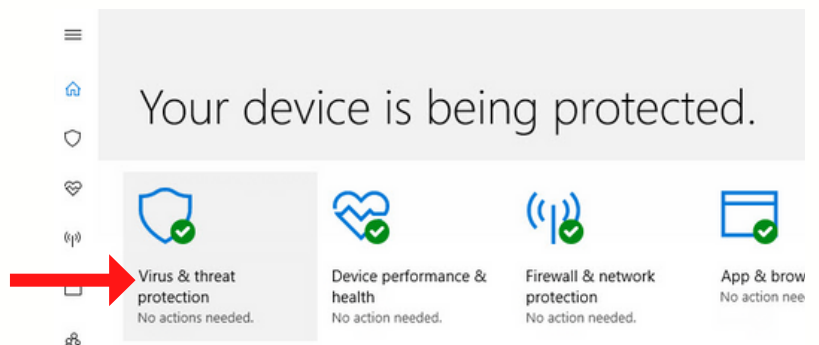 Your device is being protected.
Virus & threat
protection
No actions needed.
Device performance &
health
No action needed.
Firewall & network
protection
No action needed.
App & brow
No action nee